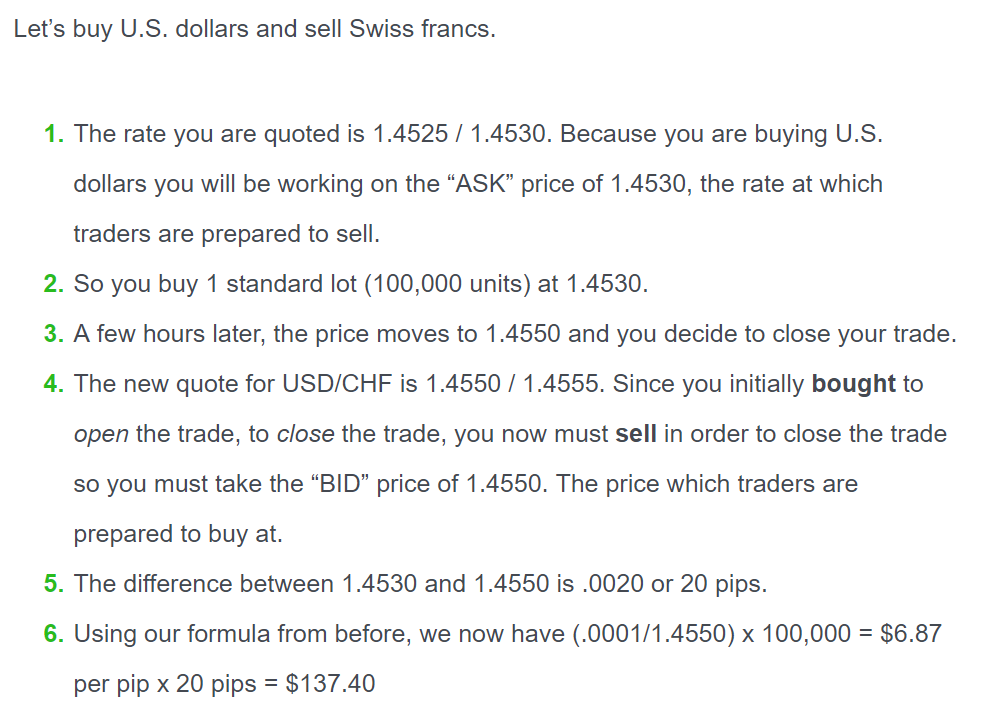 Let’s buy U.S. dollars and sell Swiss francs.
1. The rate you are quoted is 1.4525 / 1.4530. Because you are buying U.S.
dollars you will be working on the “ASK” price of 1.4530, the rate at which
traders are prepared to sell.
2. So you buy 1 standard lot (100,000 units) at 1.4530.
3. A few hours later, the price moves to 1.4550 and you decide to close your trade.
4. The new quote for USD/CHF is 1.4550 / 1.4555. Since you initially bought to
open the trade, to close the trade, you now must sell in order to close the trade
so you must take the “BID” price of 1.4550. The price which traders are
prepared to buy at.
5. The difference between 1.4530 and 1.4550 is .0020 or 20 pips.
6. Using our formula from before, we now have (.0001/1.4550) x 100,000 = $6.87
per pip x 20 pips = $137.40